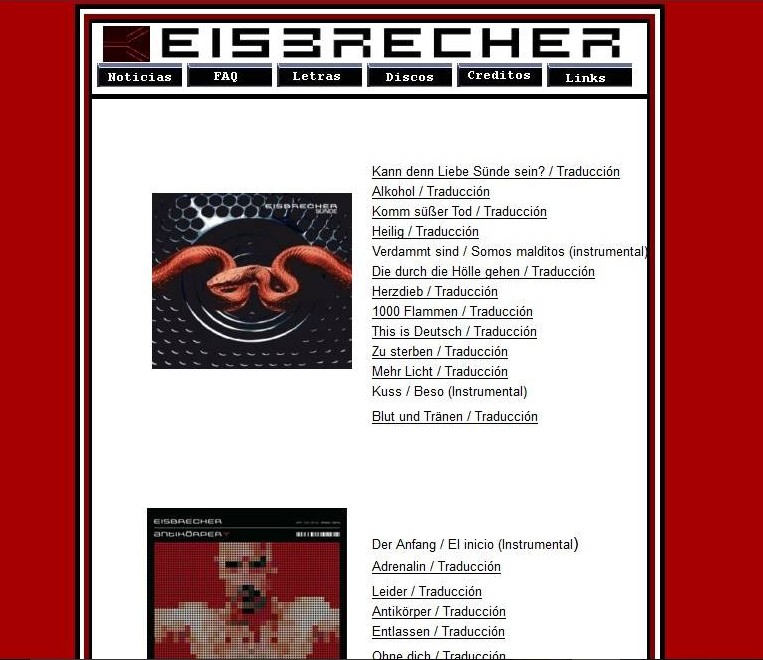 EISBRECHER
Noticias FAQ Letras Discos Creditos Links
EISBRECHER
SÜNDE
Kann denn Liebe Sünde sein? / Traducción
Alkohol / Traducción
Komm süßer Tod / Traducción
Heilig / Traducción
Verdammt sind / Somos malditos (instrumental)
Die durch die Hölle gehen / Traducción
Herzdieb / Traducción
1000 Flammen / Traducción
This is Deutsch / Traducción
Zu sterben / Traducción
Mehr Licht / Traducción
Kuss / Beso (Instrumental)
Blut und Tränen / Traducción
EISBRECHER
ANTIKÖRPER
Der Anfang / El inicio (Instrumental)
Adrenalin / Traducción
Leider / Traducción
Antikörper / Traducción
Entlassen / Traducción
Ohne dich / Traducción